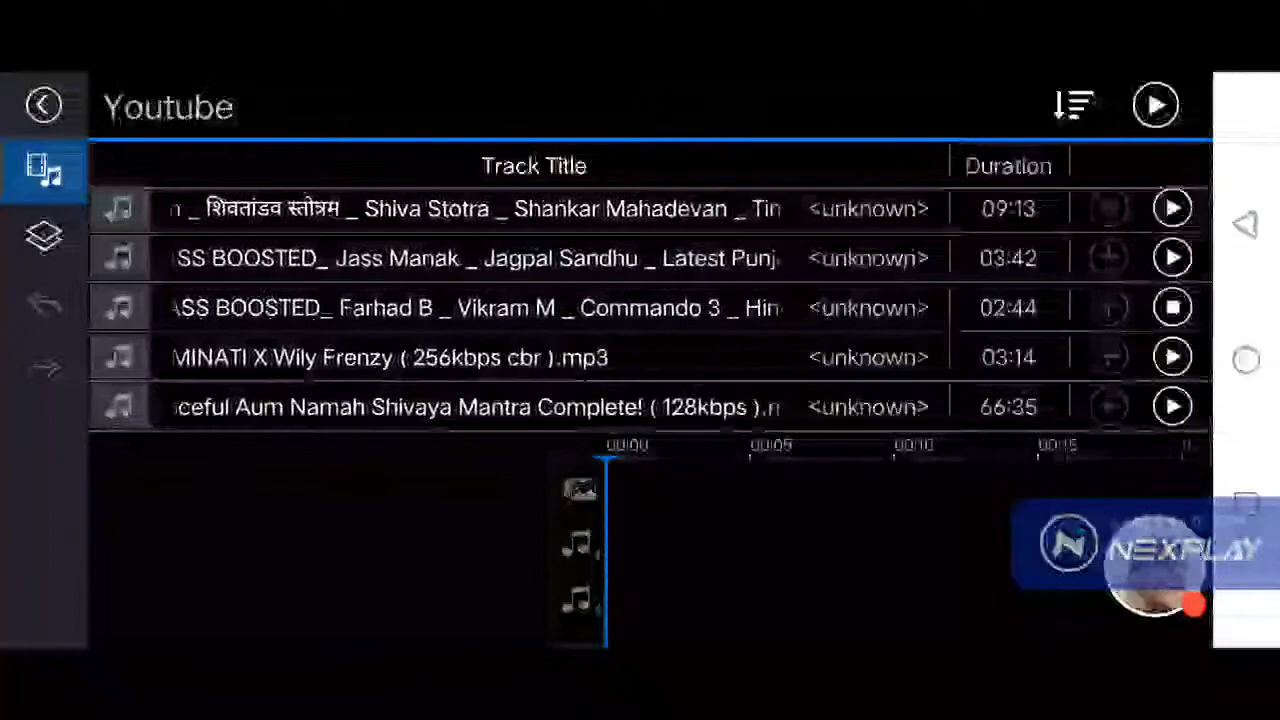 Youtube
Track Title Duration
_ शिवतांडव स्तोत्रम _ Shiva Stotra _ Shankar Mahadevan _ Tin <unknown> 09:13
SS BOOSTED_ Jass Manak _ Jagpal Sandhu _ Latest Punj <unknown> 03:42
ASS BOOSTED_ Farhad B _ Vikram M _ Commando 3 _ Hin <unknown> 02:44
MINATI X Wily Frenzy ( 256kbps cbr ).mp3 <unknown> 03:14
ceful Aum Namah Shivaya Mantra Complete! ( 128kbps ).m <unknown> 66:35
00:00 00:05 00:10 00:15
NEXPLAY